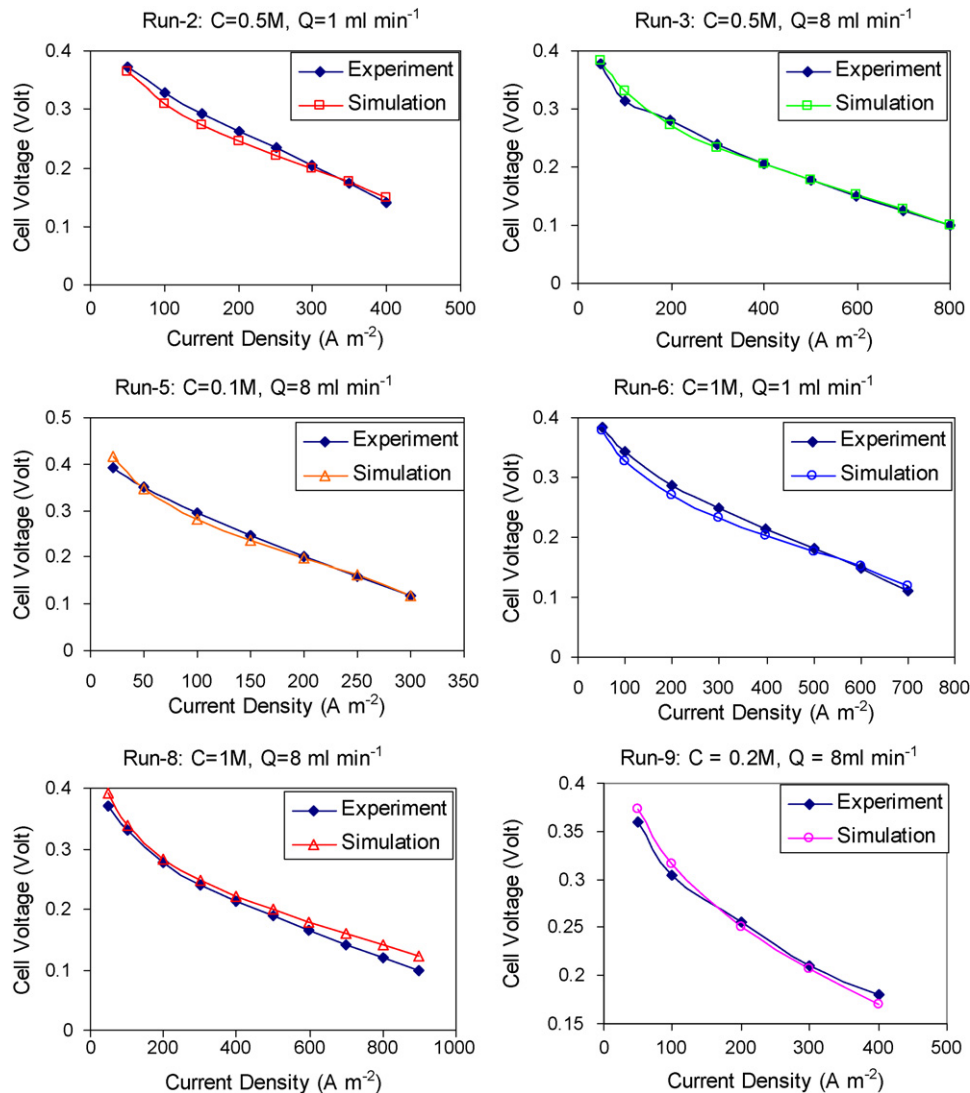 Run-2: C=0.5M, Q=1 ml min⁻¹
0.4
0.3
0.2
0.1
0
Cell Voltage (Volt)
Experiment
Simulation
0 100 200 300 400 500
Current Density (A m⁻²)
Run-3: C=0.5M, Q=8 ml min⁻¹
0.4
0.3
0.2
0.1
0
Cell Voltage (Volt)
Experiment
Simulation
0 200 400 600 800
Current Density (A m⁻²)
Run-5: C=0.1M, Q=8 ml min⁻¹
0.5
0.4
0.3
0.2
0.1
0
Cell Voltage (Volt)
Experiment
Simulation
0 50 100 150 200 250 300 350
Current Density (A m⁻²)
Run-6: C=1M, Q=1 ml min⁻¹
0.4
0.3
0.2
0.1
0
Cell Voltage (Volt)
Experiment
Simulation
0 100 200 300 400 500 600 700 800
Current Density (A m⁻²)
Run-8: C=1M, Q=8 ml min⁻¹
0.4
0.3
0.2
0.1
0
Cell Voltage (Volt)
Experiment
Simulation
0 200 400 600 800 1000
Current Density (A m⁻²)
Run-9: C = 0.2M, Q = 8ml min⁻¹
0.4
0.35
0.3
0.25
0.2
0.15
Cell Voltage (Volt)
Experiment
Simulation
0 100 200 300 400 500
Current Density (A m⁻²)